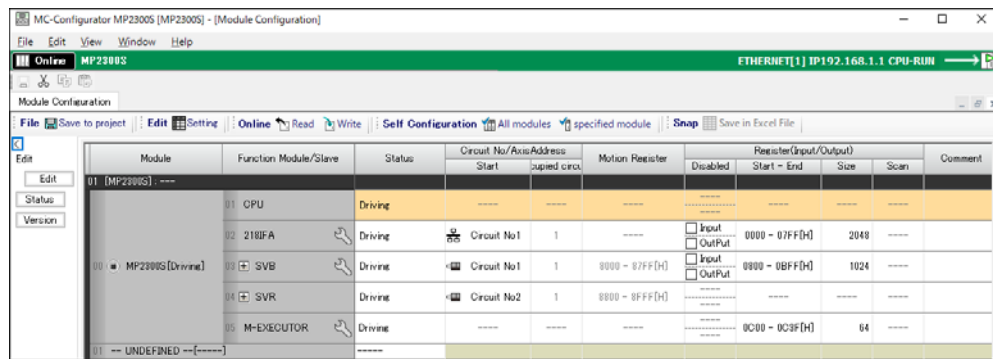 MC-Configurator MP2300S [MP2300S] - [Module Configuration]
File Edit View Window Help
Online MP2300S ETHERNET[1] IP192.168.1.1 CPU-RUN
Module Configuration
File Save to project Edit Setting Online Read Write Self Configuration All modules specified module Snap Save in Excel File
Edit
Edit
Status
Version
Module Function Module/Slave Status Circuit No/AxisAddress Motion Register Register(Input/Output) Comment
Start cupied circu Disabled Start - End Size Scan
01 [MP2300S] : ---
01 CPU Driving ---- ---- ---- ---- ---- ---- ---- ----
02 218IFA Driving Circuit No1 1 ---- Input OutPut 0000 - 07FF[H] 2048 ----
00 MP2300S[Driving] 03 SVB Driving Circuit No1 1 8000 - 87FF[H] Input OutPut 0800 - 0BFF[H] 1024 ----
04 SVR Driving Circuit No2 1 8800 - 8FFF[H] ---- ---- ---- ---- ----
05 M-EXECUTOR Driving ---- ---- ---- ---- ---- 0C00 - 0C3F[H] 64 ----
01 -- UNDEFINED --[-----] -----